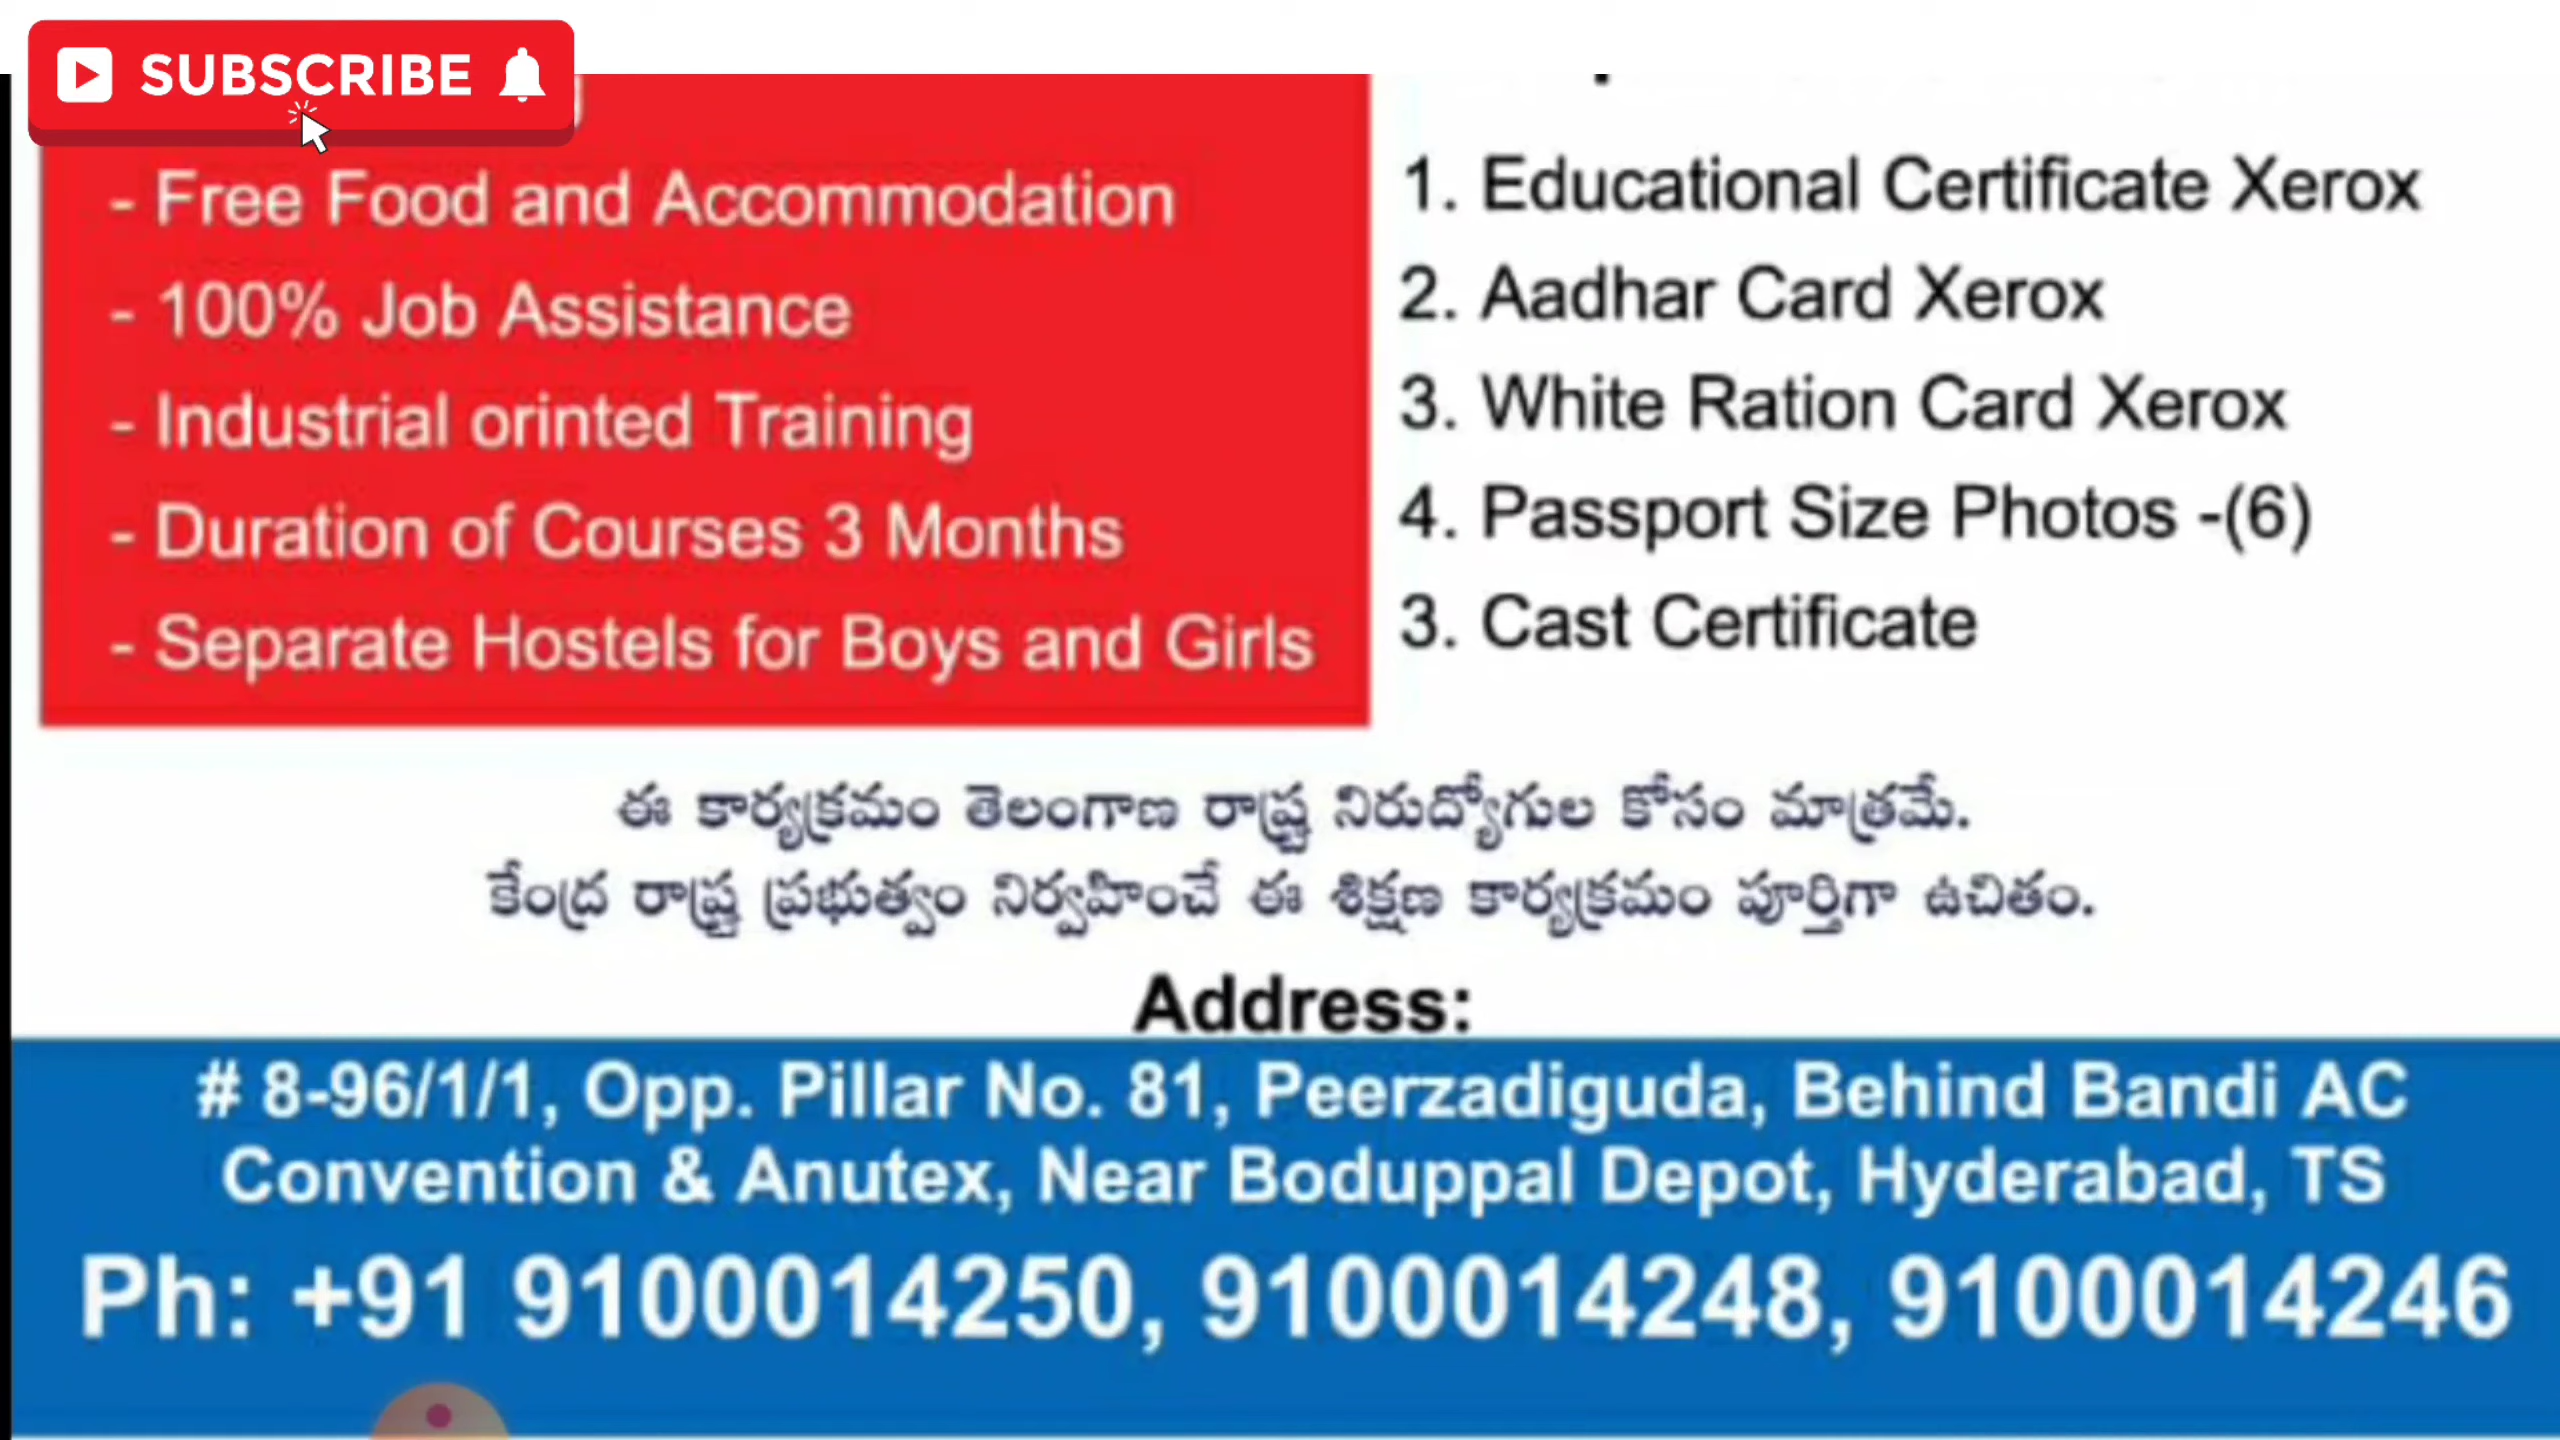 SUBSCRIBE
- Free Food and Accommodation
- 100% Job Assistance
- Industrial orinted Training
- Duration of Courses 3 Months
- Separate Hostels for Boys and Girls
1. Educational Certificate Xerox
2. Aadhar Card Xerox
3. White Ration Card Xerox
4. Passport Size Photos -(6)
3. Cast Certificate
ఈ కార్యక్రమం తెలంగాణ రాష్ట్ర నిరుద్యోగుల కోసం మాత్రమే.
కేంద్ర రాష్ట్ర ప్రభుత్వం నిర్వహించే ఈ శిక్షణ కార్యక్రమం పూర్తిగా ఉచితం.
Address:
# 8-96/1/1, Opp. Pillar No. 81, Peerzadiguda, Behind Bandi AC
Convention & Anutex, Near Boduppal Depot, Hyderabad, TS
Ph: +91 9100014250, 9100014248, 9100014246